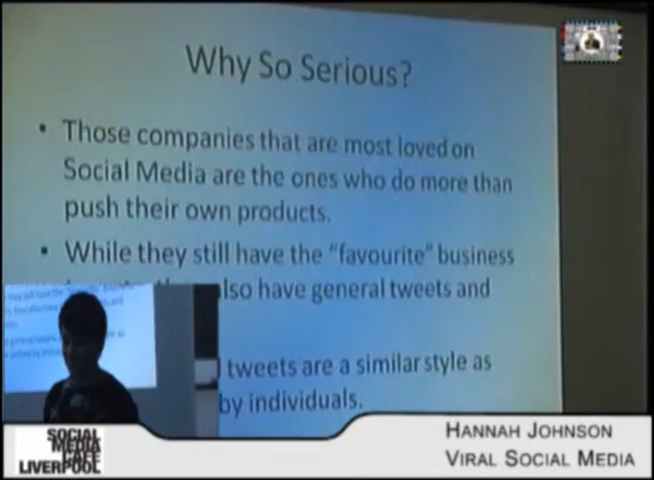 Why So Serious?
• Those companies that are most loved on
Social Media are the ones who do more than
push their own products.
• While they still have the "favourite" business
also have general tweets and
tweets are a similar style as
by individuals.
SOCIAL
MEDIA
CAFE
LIVERPOOL
HANNAH JOHNSON
VIRAL SOCIAL MEDIA